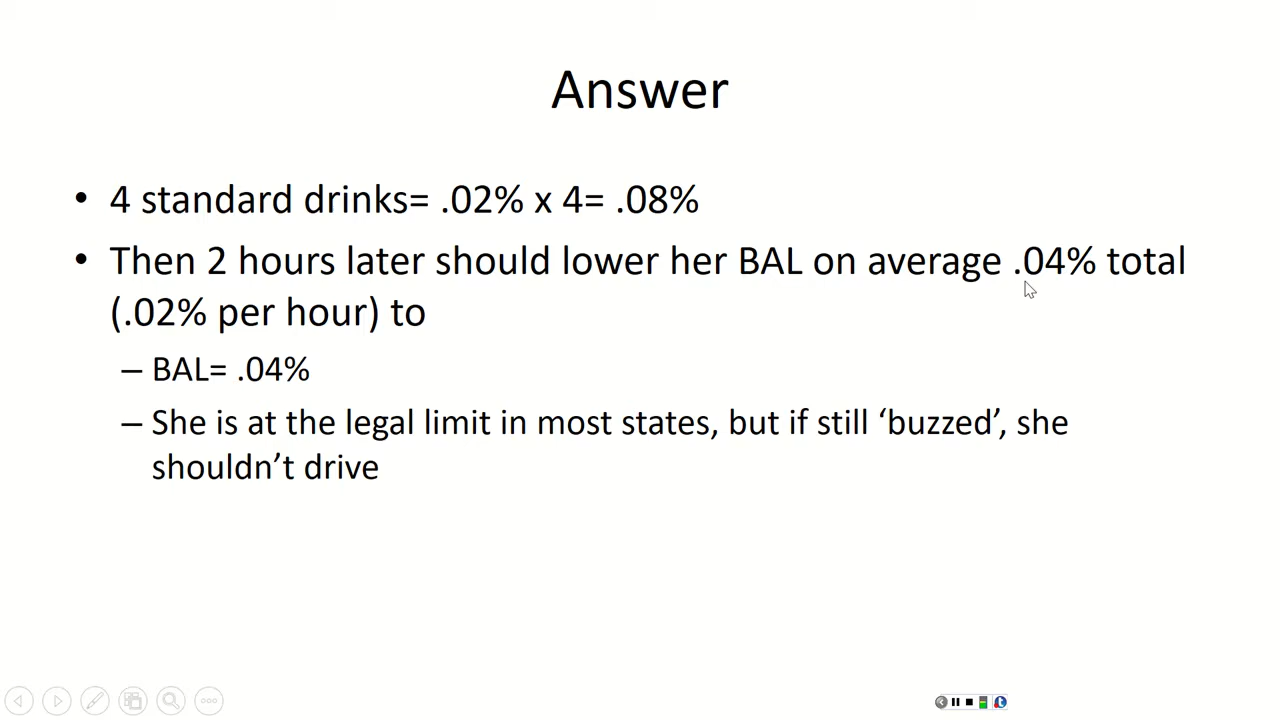 Answer
• 4 standard drinks= .02% x 4= .08%
• Then 2 hours later should lower her BAL on average .04% total
(.02% per hour) to
– BAL= .04%
– She is at the legal limit in most states, but if still ‘buzzed’, she
shouldn’t drive